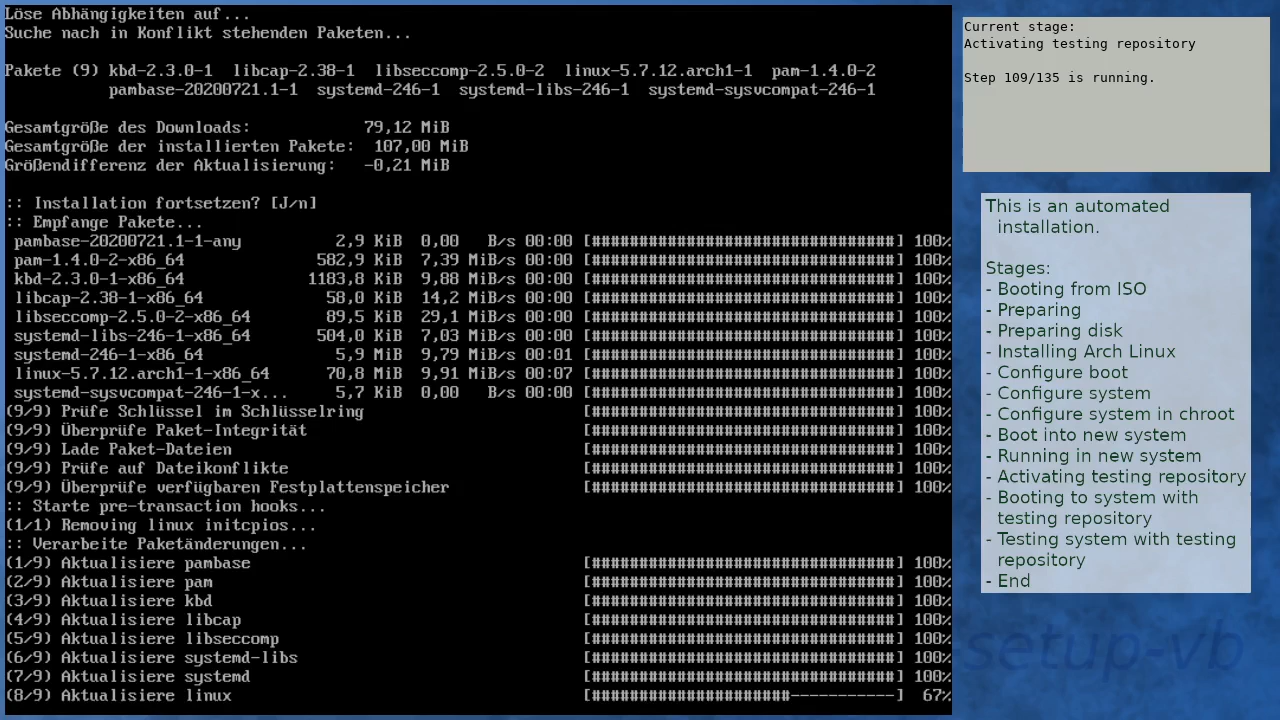 Löse Abhängigkeiten auf...
Suche nach in Konflikt stehenden Paketen...
Pakete (9) kbd-2.3.0-1  libcap-2.38-1  libseccomp-2.5.0-2  linux-5.7.12.arch1-1  pam-1.4.0-2
pambase-20200721.1-1  systemd-246-1  systemd-libs-246-1  systemd-sysvcompat-246-1
Gesamtgröße des Downloads:            79,12 MiB
Gesamtgröße der installierten Pakete:  107,00 MiB
Größendifferenz der Aktualisierung:   -0,21 MiB
:: Installation fortsetzen? [J/n]
:: Empfange Pakete...
pambase-20200721.1-1-any          2,9 KiB  0,00   B/s 00:00 [################################] 100%
pam-1.4.0-2-x86_64              582,9 KiB  7,39 MiB/s 00:00 [################################] 100%
kbd-2.3.0-1-x86_64             1183,8 KiB  9,88 MiB/s 00:00 [################################] 100%
libcap-2.38-1-x86_64             58,0 KiB  14,2 MiB/s 00:00 [################################] 100%
libseccomp-2.5.0-2-x86_64        89,5 KiB  29,1 MiB/s 00:00 [################################] 100%
systemd-libs-246-1-x86_64       504,0 KiB  7,03 MiB/s 00:00 [################################] 100%
systemd-246-1-x86_64              5,9 MiB  9,79 MiB/s 00:01 [################################] 100%
linux-5.7.12.arch1-1-x86_64      70,8 MiB  9,91 MiB/s 00:07 [################################] 100%
systemd-sysvcompat-246-1-x...     5,7 KiB  0,00   B/s 00:00 [################################] 100%
(9/9) Prüfe Schlüssel im Schlüsselring                       [################################] 100%
(9/9) Überprüfe Paket-Integrität                             [################################] 100%
(9/9) Lade Paket-Dateien                                     [################################] 100%
(9/9) Prüfe auf Dateikonflikte                               [################################] 100%
(9/9) Überprüfe verfügbaren Festplattenspeicher              [################################] 100%
:: Starte pre-transaction hooks...
(1/1) Removing linux initcpios...
:: Verarbeite Paketänderungen...
(1/9) Aktualisiere pambase                                   [################################] 100%
(2/9) Aktualisiere pam                                       [################################] 100%
(3/9) Aktualisiere kbd                                       [################################] 100%
(4/9) Aktualisiere libcap                                    [################################] 100%
(5/9) Aktualisiere libseccomp                                [################################] 100%
(6/9) Aktualisiere systemd-libs                              [################################] 100%
(7/9) Aktualisiere systemd                                   [################################] 100%
(8/9) Aktualisiere linux                                     [#####################-----------]  67%
Current stage:
Activating testing repository
Step 109/135 is running.
This is an automated
installation.
Stages:
- Booting from ISO
- Preparing
- Preparing disk
- Installing Arch Linux
- Configure boot
- Configure system
- Configure system in chroot
- Boot into new system
- Running in new system
- Activating testing repository
- Booting to system with
testing repository
- Testing system with testing
repository
- End
setup-vb